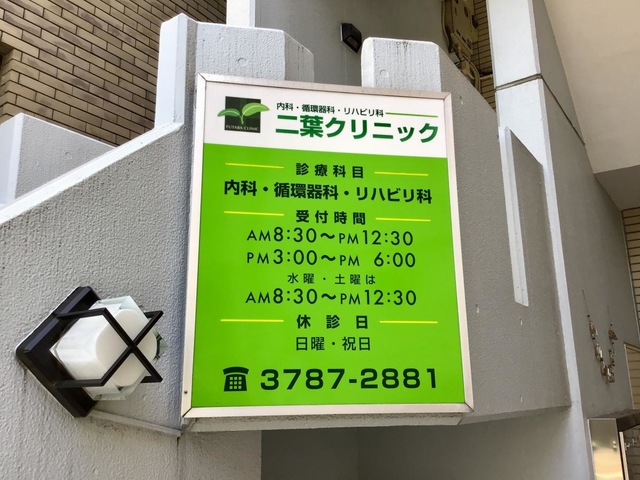 内科・循環器科・リハビリ科
二葉クリニック
FUTABA CLINIC
診療科目
内科・循環器科・リハビリ科
受付時間
AM8:30〜PM12:30
PM3:00〜PM 6:00
水曜・土曜は
AM8:30〜PM12:30
休診日
日曜・祝日
3787-2881